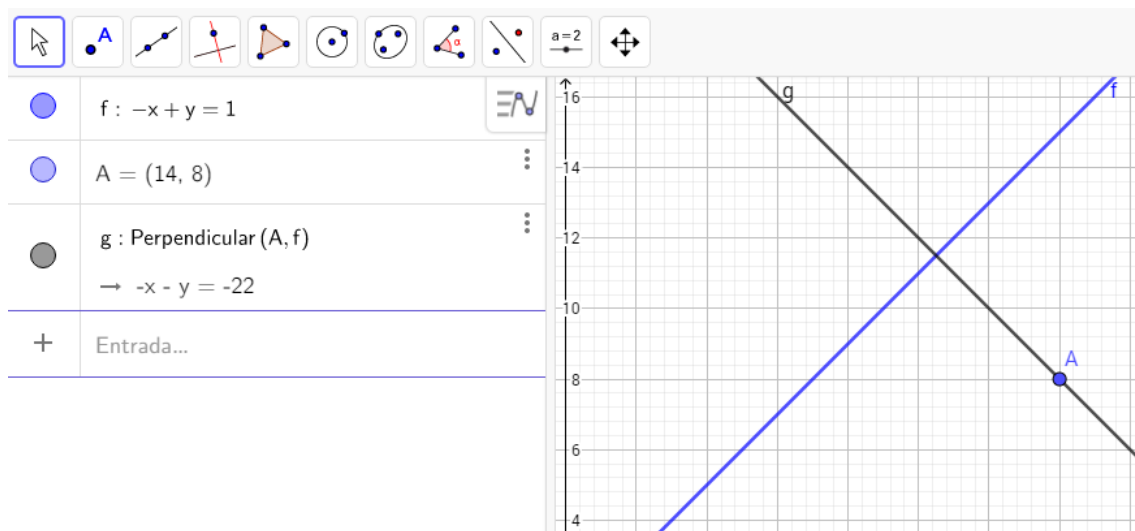 A
α
a = 2
f : −x + y = 1
A = (14, 8)
g : Perpendicular (A, f)
→ -x - y = -22
+ Entrada...
g
f
16
14
12
10
A
8
6
4